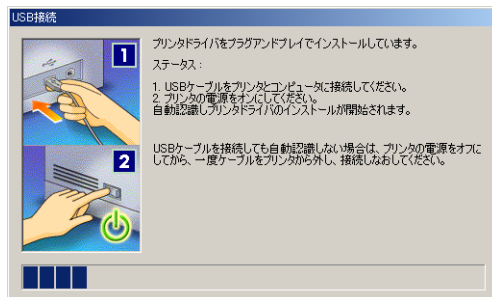 USB接続
プリンタドライバをプラグアンドプレイでインストールしています。
ステータス：
1. USBケーブルをプリンタとコンピュータに接続してください。
2. プリンタの電源をオンにしてください。
自動認識しプリンタドライバのインストールが開始されます。
USBケーブルを接続しても自動認識しない場合は、プリンタの電源をオフに
してから、一度ケーブルをプリンタから外し、接続しなおしてください。
1
2